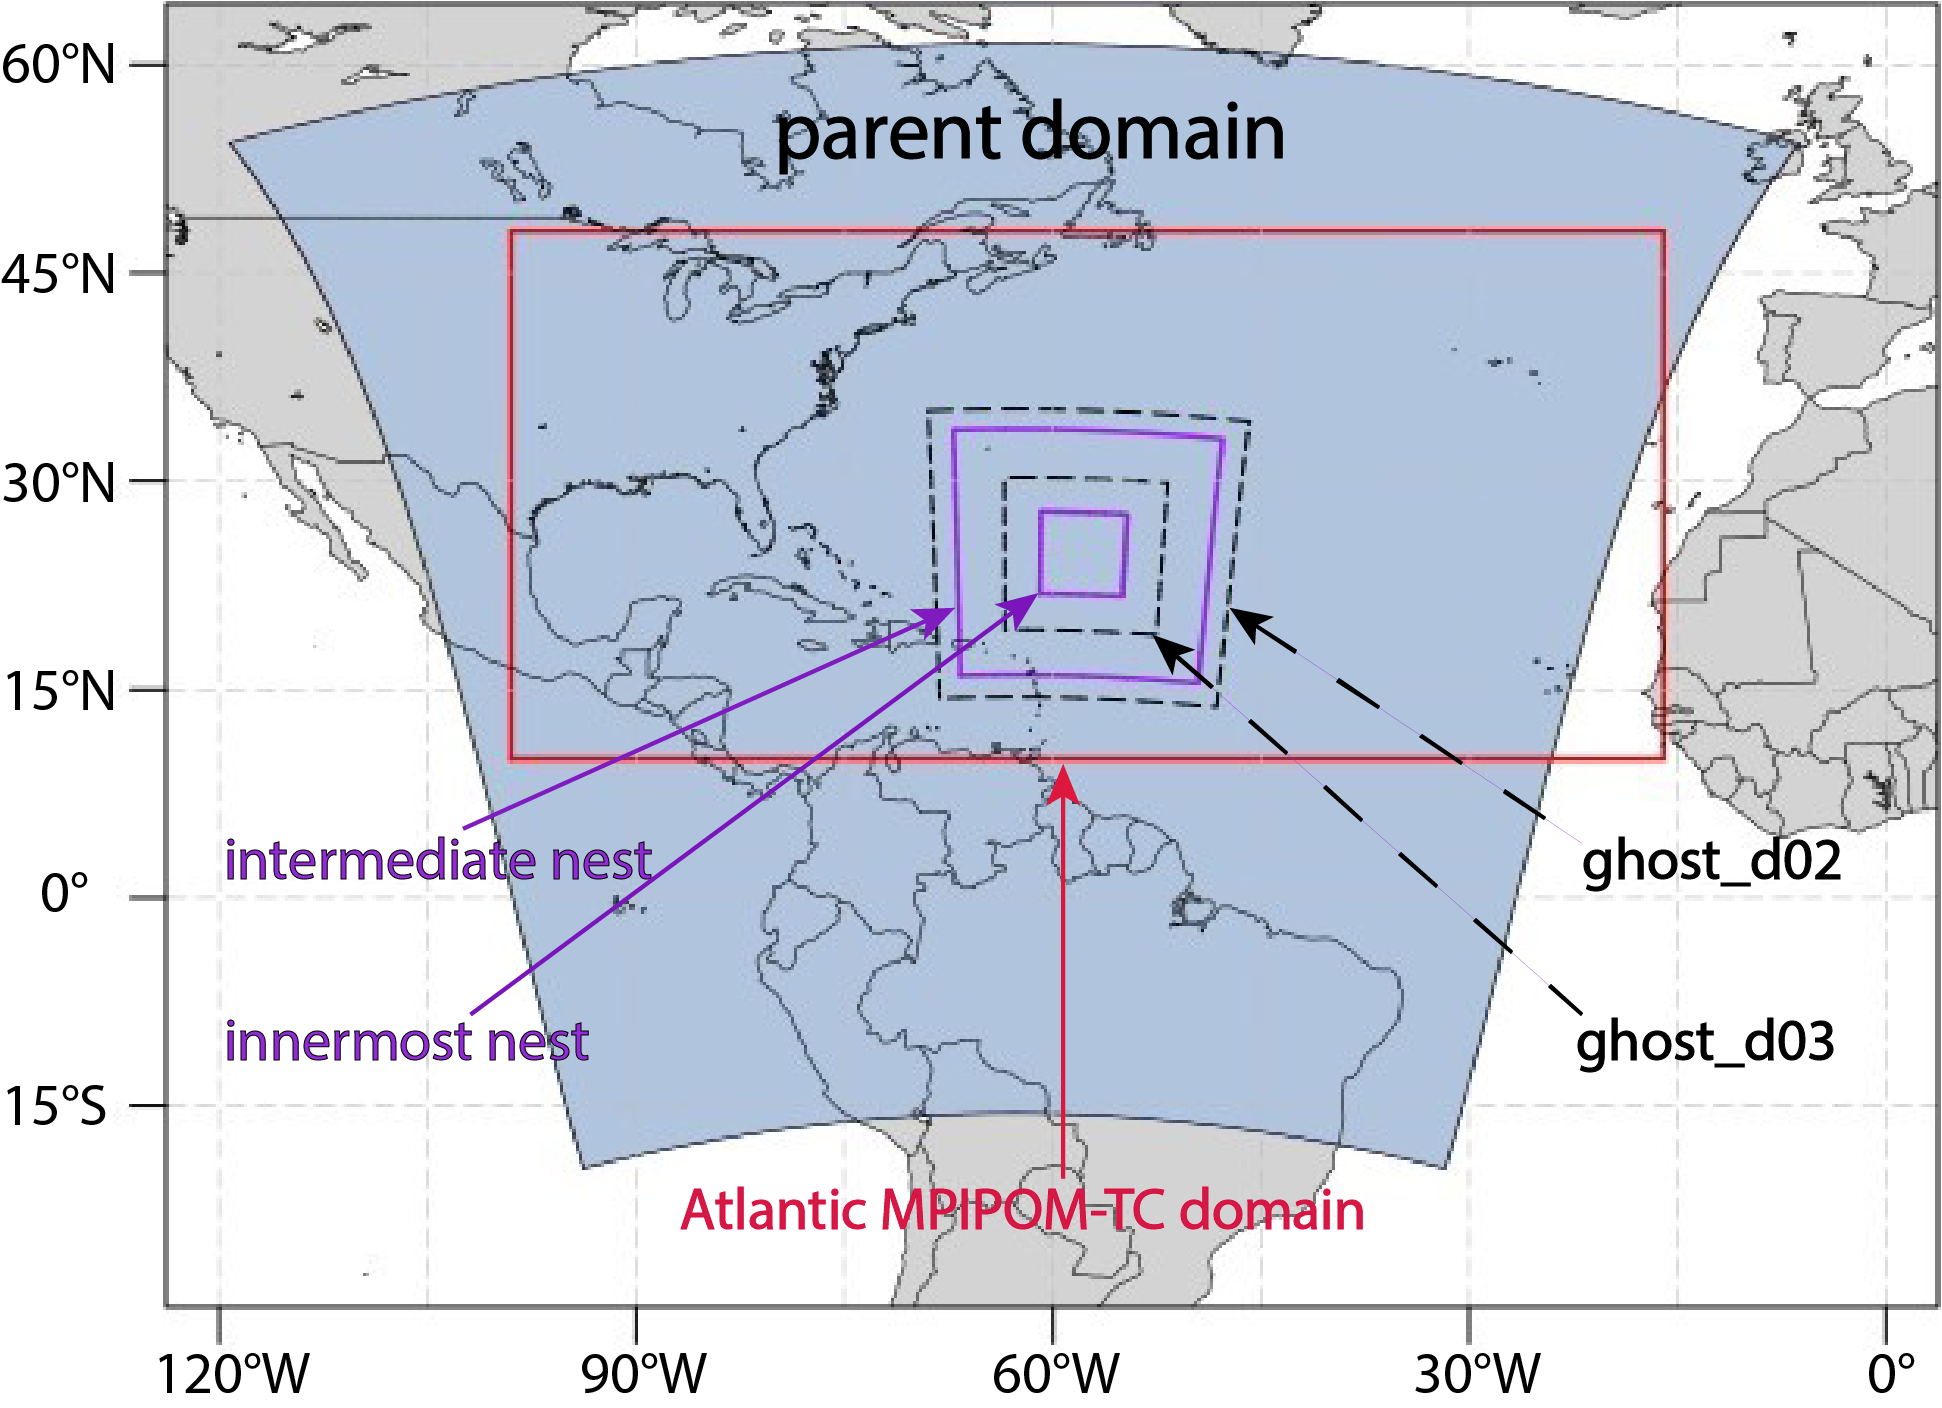 60°N
parent domain
45°N
30°N
15°N
intermediate nest
ghost_d02
0°
innermost nest
ghost_d03
15°S
Atlantic MPIPOM-TC domain
120°W 90°W 60°W 30°W 0°